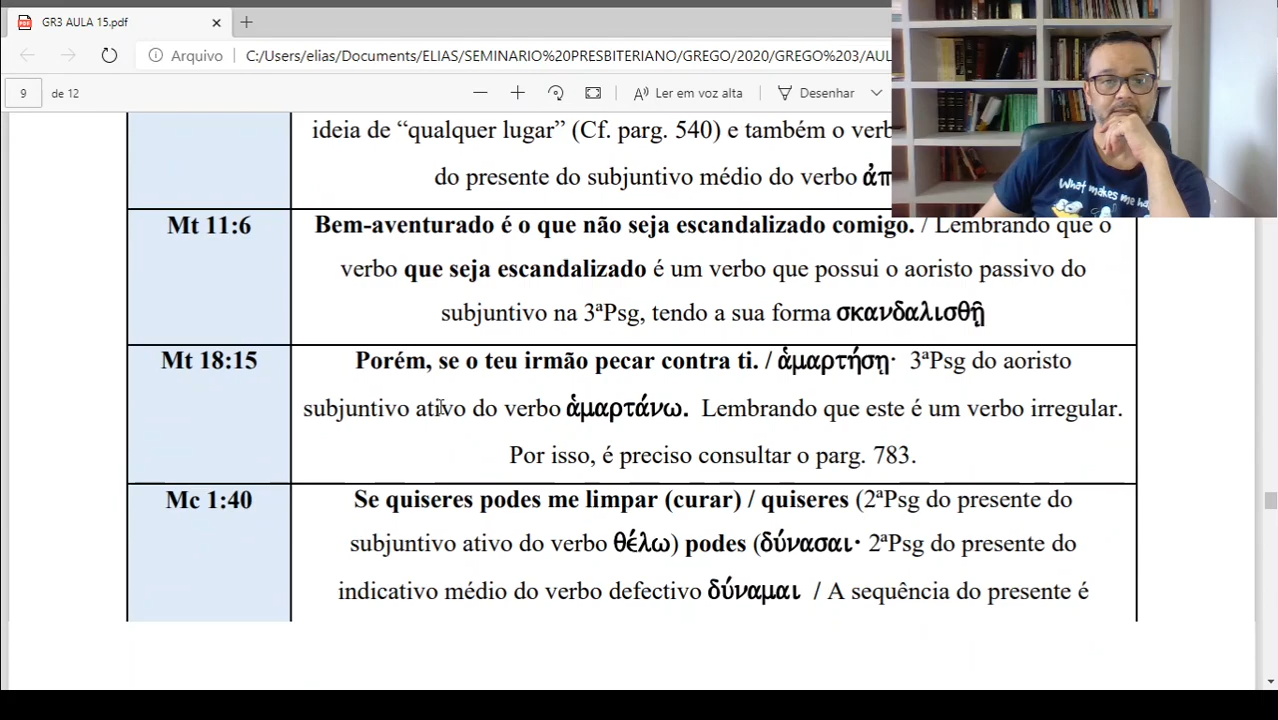 GR3 AULA 15.pdf
Arquivo
C:/Users/elias/Documents/ELIAS/SEMINARIO%20PRESBITERIANO/GREGO/2020/GREGO%203/AUL
9 de 12
Ler em voz alta
Desenhar
ideia de “qualquer lugar” (Cf. parg. 540) e também o verb
do presente do subjuntivo médio do verbo ἀπ
What makes me ha
Mt 11:6
Bem-aventurado é o que não seja escandalizado comigo. / Lembrando que o
verbo que seja escandalizado é um verbo que possui o aoristo passivo do
subjuntivo na 3ªPsg, tendo a sua forma σκανδαλισθῇ
Mt 18:15
Porém, se o teu irmão pecar contra ti. / ἁμαρτήσῃ· 3ªPsg do aoristo
subjuntivo ativo do verbo ἁμαρτάνω. Lembrando que este é um verbo irregular.
Por isso, é preciso consultar o parg. 783.
Mc 1:40
Se quiseres podes me limpar (curar) / quiseres (2ªPsg do presente do
subjuntivo ativo do verbo θέλω) podes (δύνασαι· 2ªPsg do presente do
indicativo médio do verbo defectivo δύναμαι / A sequência do presente é